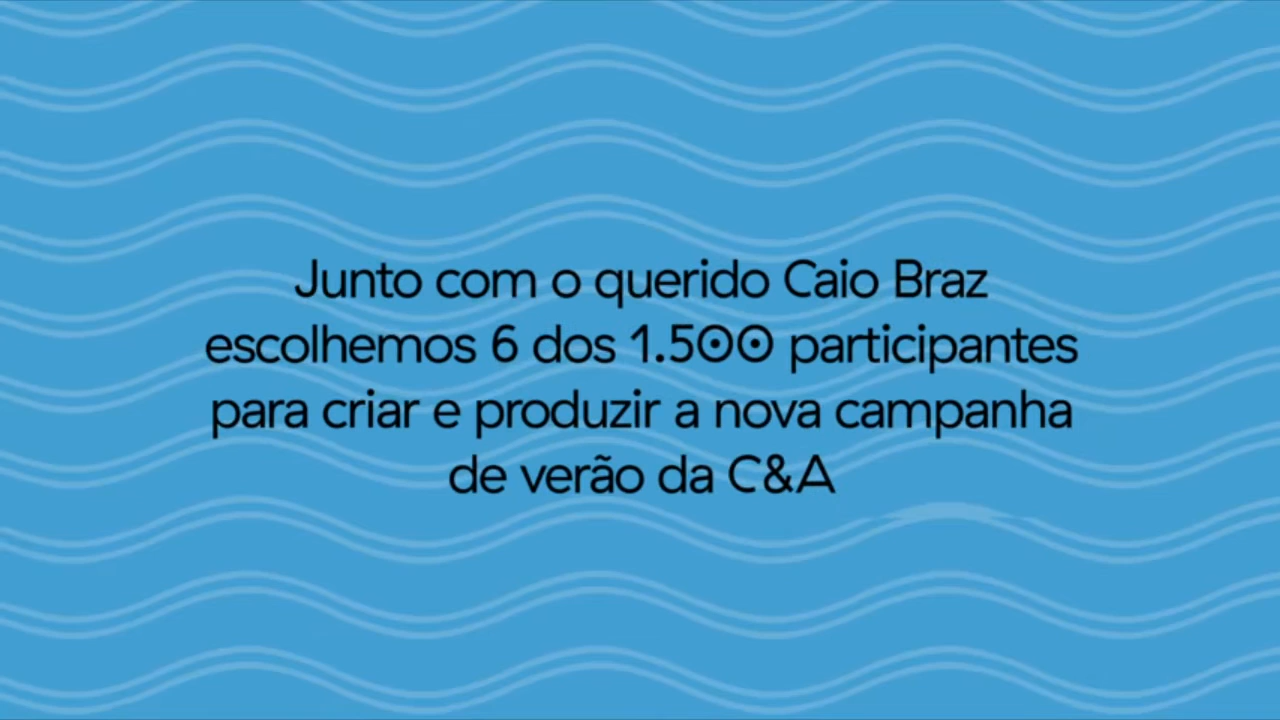 Junto com o querido Caio Braz
escolhemos 6 dos 1.500 participantes
para criar e produzir a nova campanha
de verão da C&A